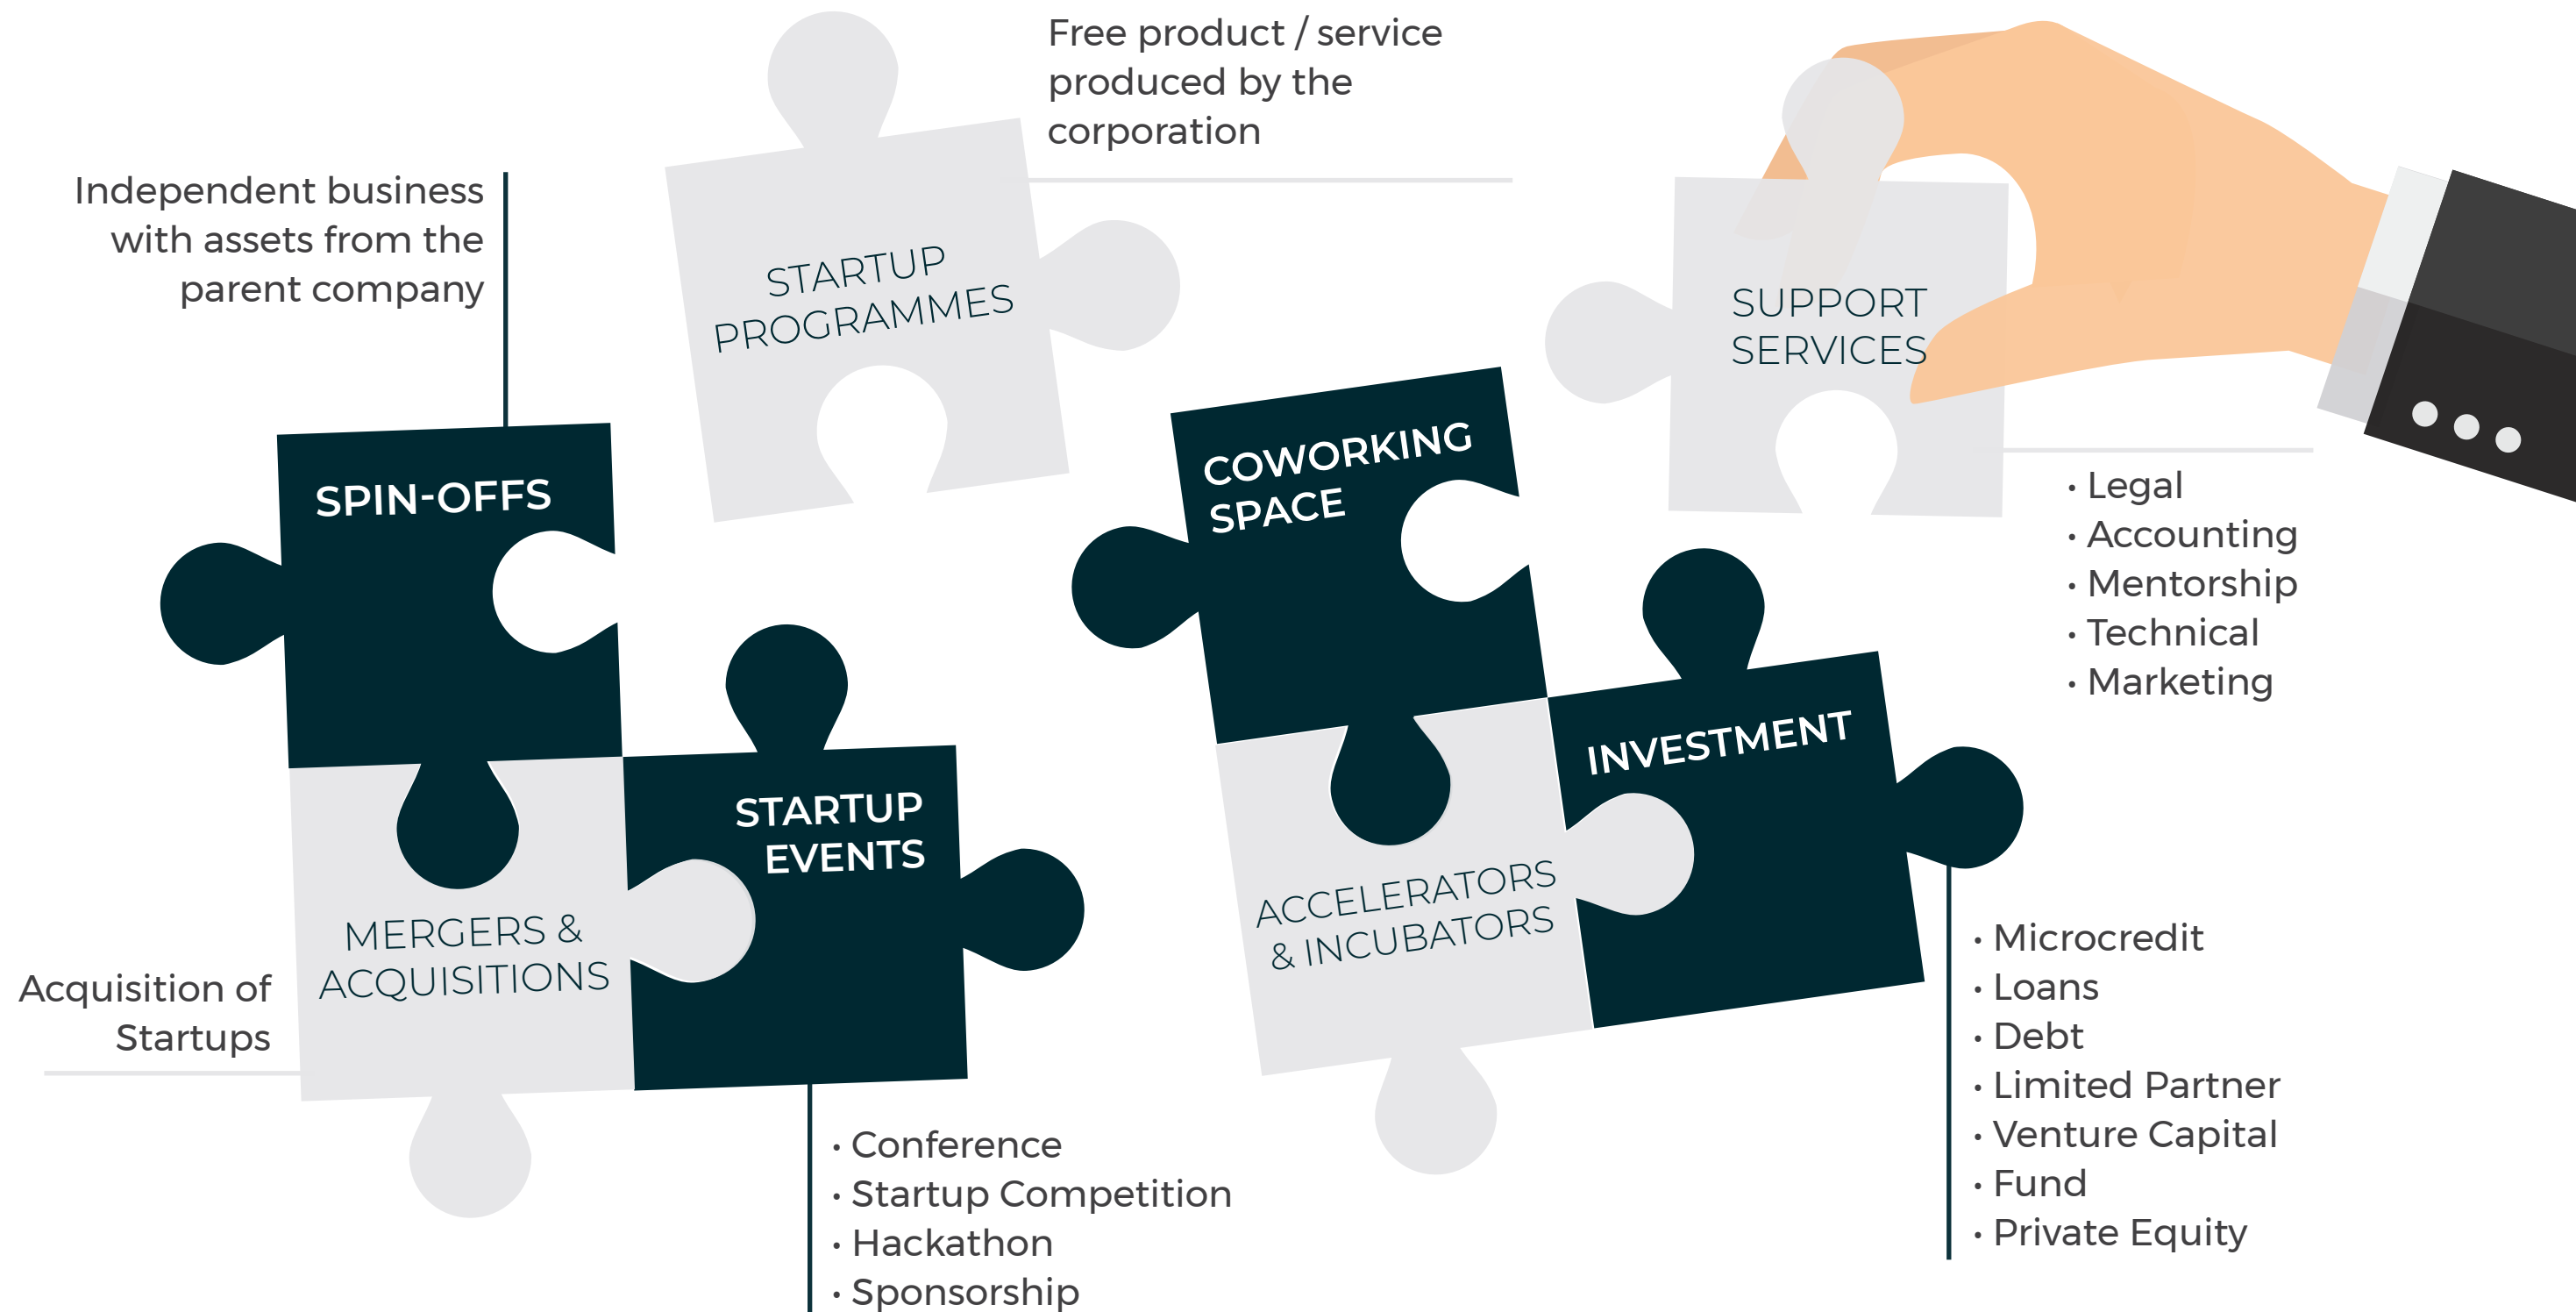 Free product / service
produced by the
corporation
Independent business
with assets from the
parent company
STARTUP
PROGRAMMES
SUPPORT
SERVICES
• Legal
• Accounting
• Mentorship
• Technical
• Marketing
SPIN-OFFS
COWORKING
SPACE
STARTUP
EVENTS
INVESTMENT
MERGERS &
ACQUISITIONS
ACCELERATORS
& INCUBATORS
Acquisition of
Startups
• Conference
• Startup Competition
• Hackathon
• Sponsorship
• Microcredit
• Loans
• Debt
• Limited Partner
• Venture Capital
• Fund
• Private Equity